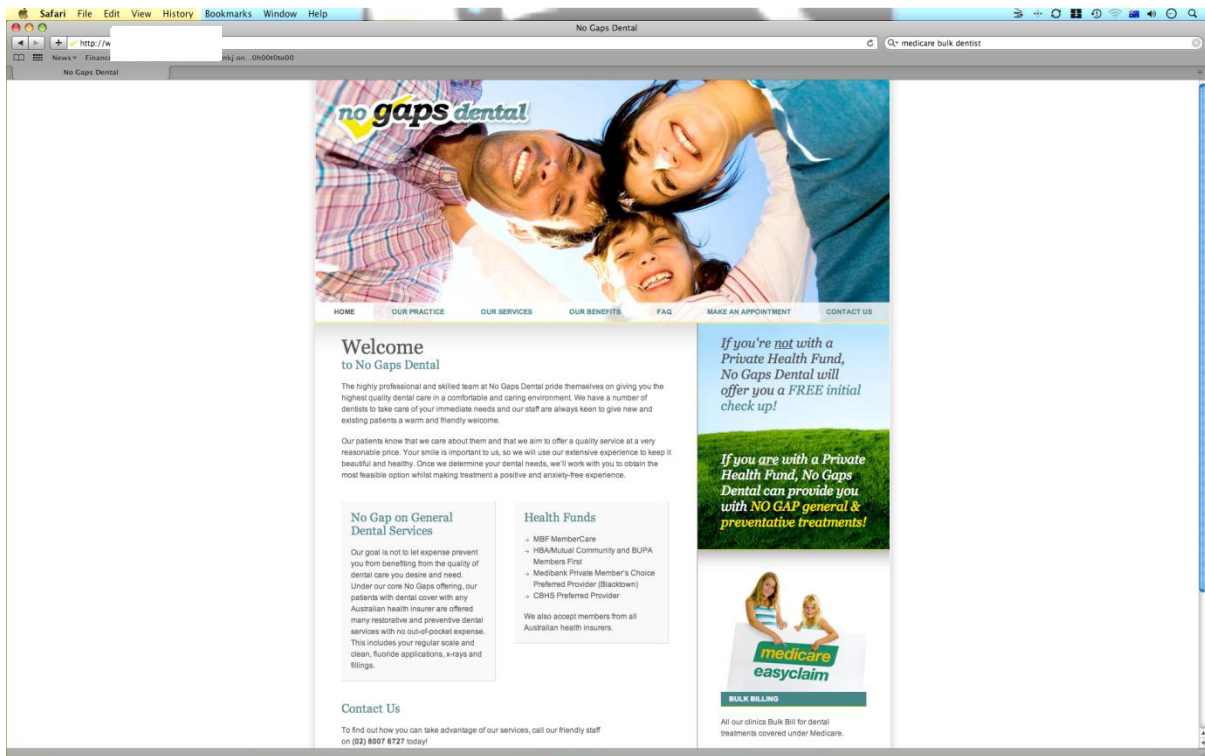 Safari File Edit View History Bookmarks Window Help
No Gaps Dental
http://w
medicare bulk dentist
News Financ
on...0h00t0to00
No Gaps Dental
no gaps dental
HOME OUR PRACTICE OUR SERVICES OUR BENEFITS FAQ MAKE AN APPOINTMENT CONTACT US
Welcome
to No Gaps Dental
The highly professional and skilled team at No Gaps Dental pride themselves on giving you the
highest quality dental care in a comfortable and caring environment. We have a number of
dentists to take care of your immediate needs and our staff are always keen to give new and
existing patients a warm and friendly welcome.
Our patients know that we care about them and that we aim to offer a quality service at a very
reasonable price. Your smile is important to us, so we will use our extensive experience to keep it
beautiful and healthy. Once we determine your dental needs, we'll work with you to obtain the
most feasible option whilst making treatment a positive and anxiety-free experience.
No Gap on General
Dental Services
Our goal is not to let expense prevent
you from benefiting from the quality of
dental care you desire and need.
Under our core No Gaps offering, our
patients with dental cover with any
Australian health insurer are offered
many restorative and preventive dental
services with no out-of-pocket expense.
This includes your regular scale and
clean, fluoride applications, x-rays and
fillings.
Health Funds
MBF MemberCare
HBA/Mutual Community and BUPA
Members First
Medibank Private Member's Choice
Preferred Provider (Blacktown)
CBHS Preferred Provider
We also accept members from all
Australian health insurers.
Contact Us
To find out how you can take advantage of our services, call our friendly staff
on (02) 8007 6727 today!
If you're not with a
Private Health Fund,
No Gaps Dental will
offer you a FREE initial
check up!
If you are with a Private
Health Fund, No Gaps
Dental can provide you
with NO GAP general &
preventative treatments!
medicare
easyclaim
BULK BILLING
All our clinics Bulk Bill for dental
treatments covered under Medicare.